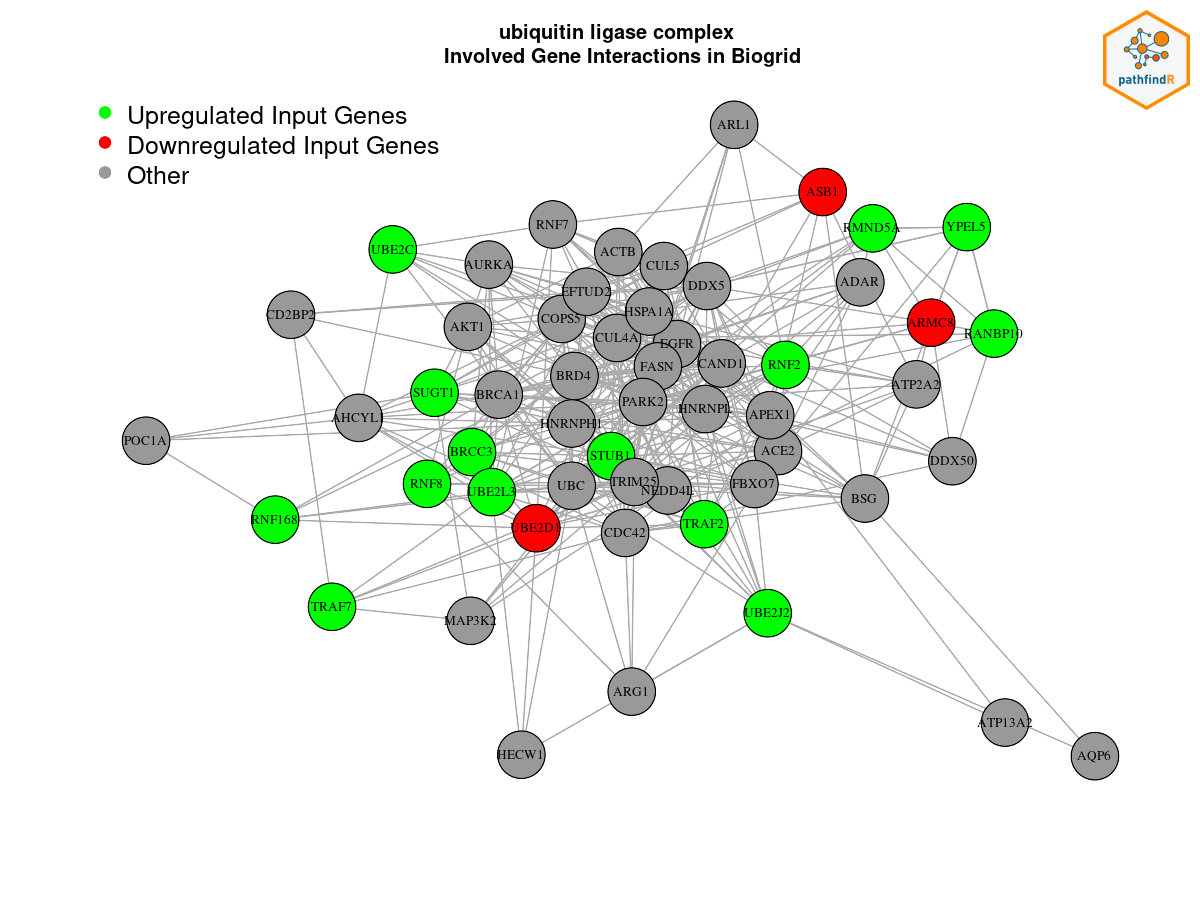 ubiquitin ligase complex
Involved Gene Interactions in Biogrid
pathfindR
Upregulated Input Genes
Downregulated Input Genes
Other
ARL1
ASB1
RNF7
RMND5A
YPEL5
UBE2C
ACTB
AURKA
CUL5
ADAR
DDX5
EFTUD2
CD2BP2
HSPA1A
COPS5
AKT1
ARMC8
RANBP10
CUL4A
EGFR
CAND1
RNF2
FASN
BRD4
ATP2A2
SUGT1
BRCA1
PARK2
HNRNPL
APEX1
AHCYL1
HNRNPH1
POC1A
BRCC3
STUB1
ACE2
DDX50
RNF8
UBE2L3
UBC
TRIM25
NEDD4L
FBXO7
BSG
RNF168
UBE2D1
CDC42
TRAF2
TRAF7
MAP3K2
UBE2J2
ARG1
ATP13A2
HECW1
AQP6